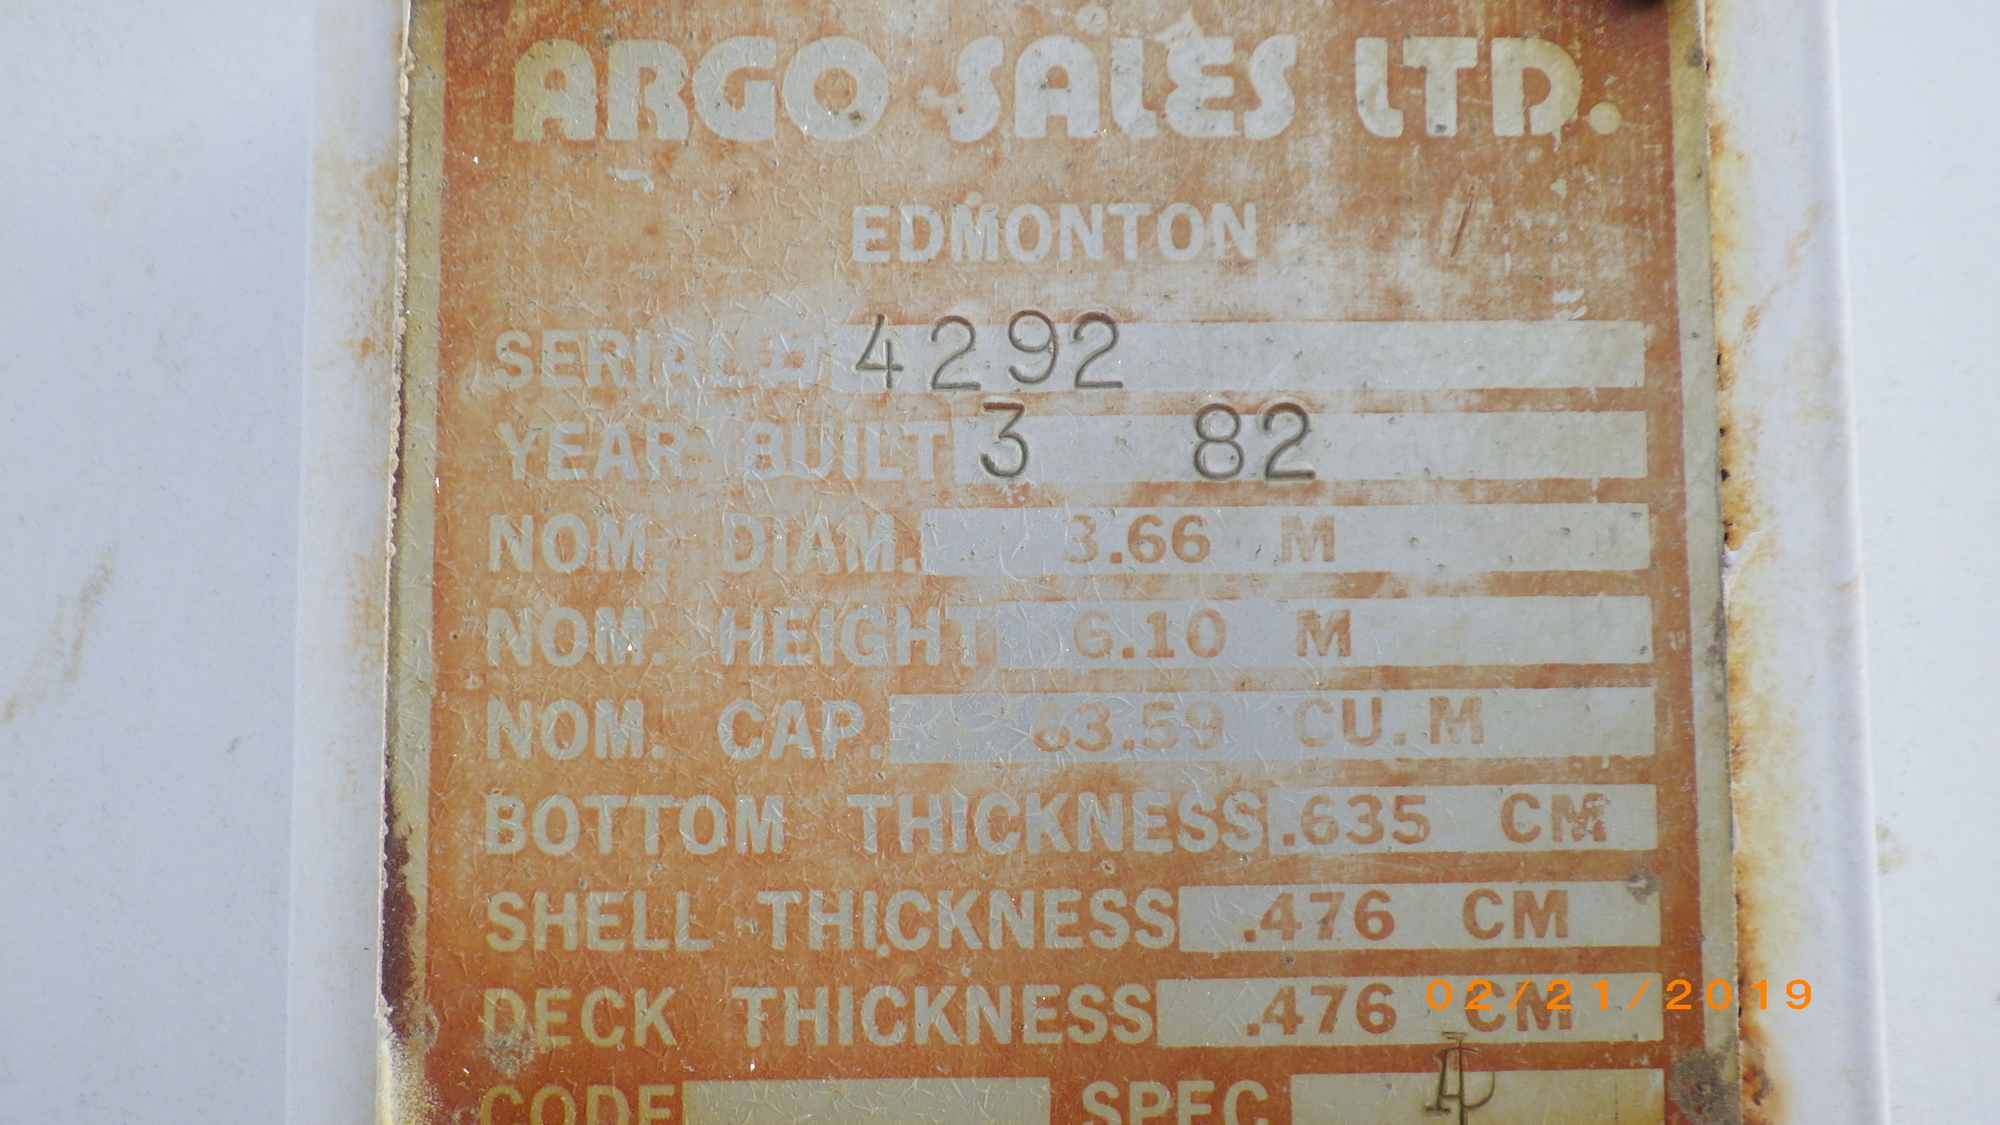 ARGO SALES LTD.
EDMONTON
SERIAL # 4292
YEAR BUILT 3 82
NOM. DIAM. 3.66 M
NOM. HEIGHT 6.10 M
NOM. CAP. 63.59 CU.M
BOTTOM THICKNESS .635 CM
SHELL THICKNESS .476 CM
DECK THICKNESS .476 CM
02/21/2019
CODE SPEC